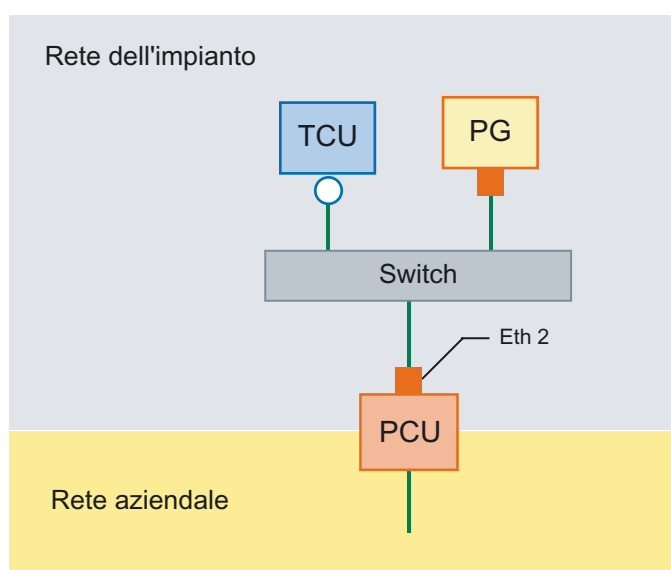 Rete dell'impianto
TCU
PG
Switch
Eth 2
PCU
Rete aziendale